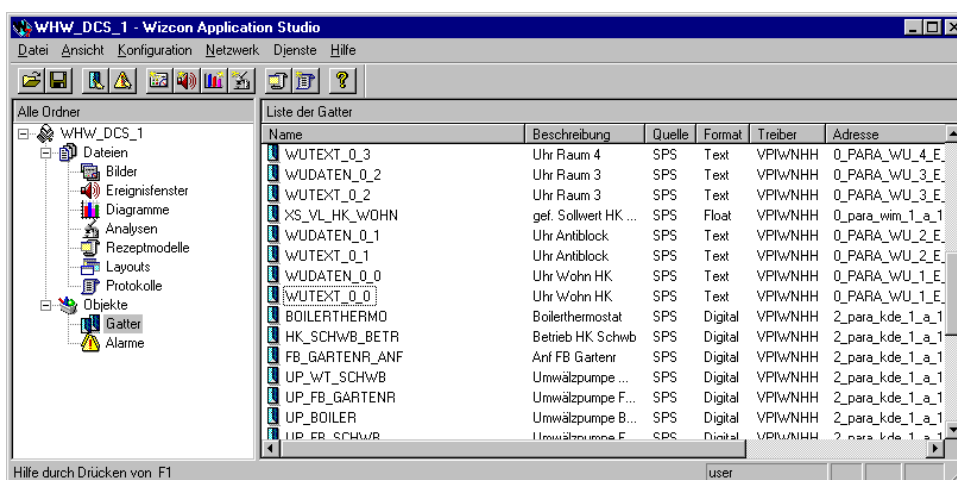 WHW_DCS_1 - Wizcon Application Studio
Datei Ansicht Konfiguration Netzwerk Dienste Hilfe
Alle Ordner
WHW_DCS_1
Dateien
Bilder
Ereignisfenster
Diagramme
Analysen
Rezeptmodelle
Layouts
Protokolle
Objekte
Gatter
Alarme
Liste der Gatter
Name Beschreibung Quelle Format Treiber Adresse
WUTEXT_0_3 Uhr Raum 4 SPS Text VPIWNHH 0_PARA_WU_4_E_
WUDATEN_0_2 Uhr Raum 3 SPS Text VPIWNHH 0_PARA_WU_3_E_
WUTEXT_0_2 Uhr Raum 3 SPS Text VPIWNHH 0_PARA_WU_3_E_
XS_VL_HK_WOHN gef. Sollwert HK ... SPS Float VPIWNHH 0_para_wim_1_a_1
WUDATEN_0_1 Uhr Antiblock SPS Text VPIWNHH 0_PARA_WU_2_E_
WUTEXT_0_1 Uhr Antiblock SPS Text VPIWNHH 0_PARA_WU_2_E_
WUDATEN_0_0 Uhr Wohn HK SPS Text VPIWNHH 0_PARA_WU_1_E_
WUTEXT_0_0 Uhr Wohn HK SPS Text VPIWNHH 0_PARA_WU_1_E_
BOILERTHERMO Boilerthermostat SPS Digital VPIWNHH 2_para_kde_1_a_1
HK_SCHWB_BETR Betrieb HK Schwb SPS Digital VPIWNHH 2_para_kde_1_a_1
FB_GARTENR_ANF Anf FB Gartenr SPS Digital VPIWNHH 2_para_kde_1_a_1
UP_WT_SCHWB Umwälzpumpe ... SPS Digital VPIWNHH 2_para_kde_1_a_1
UP_FB_GARTENR Umwälzpumpe F... SPS Digital VPIWNHH 2_para_kde_1_a_1
UP_BOILER Umwälzpumpe B... SPS Digital VPIWNHH 2_para_kde_1_a_1
UP_FB_SCHWB Umwälzpumpe F... SPS Digital VPIWNHH 2_para_kde_1_a_1
Hilfe durch Drücken von F1
user